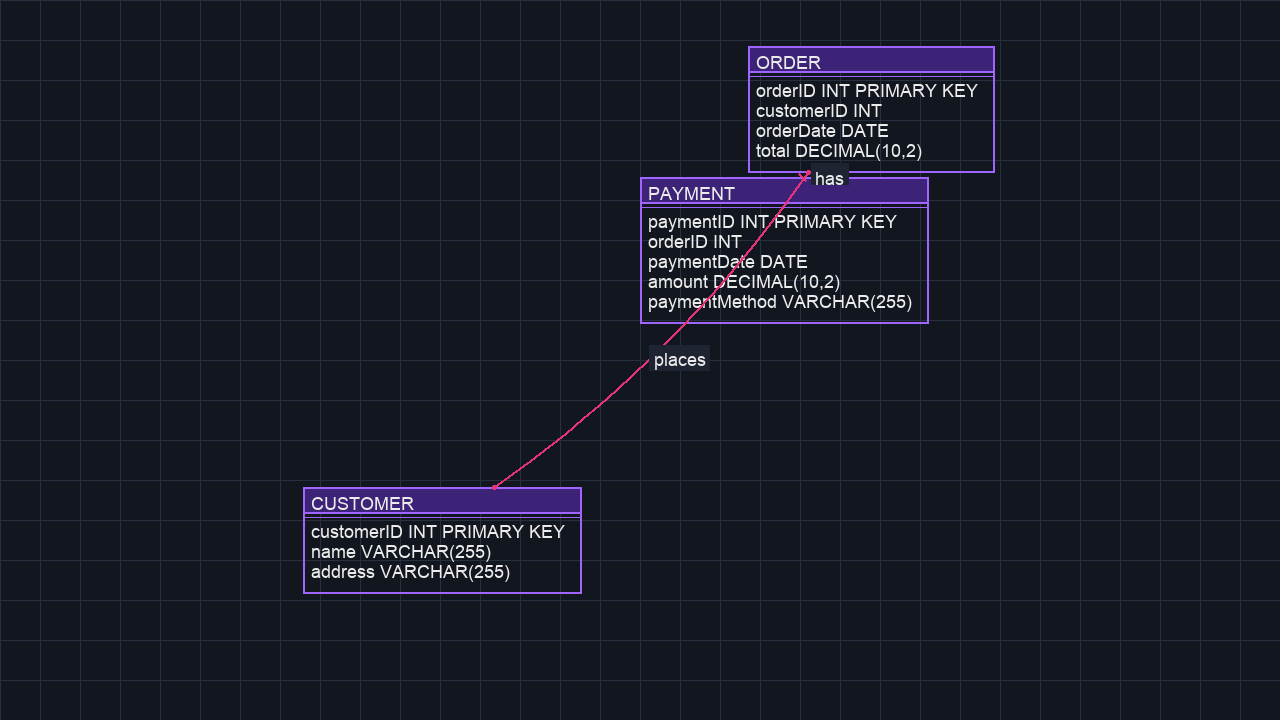 ORDER
orderID INT PRIMARY KEY
customerID INT
orderDate DATE
total DECIMAL(10,2)
has
PAYMENT
paymentID INT PRIMARY KEY
orderID INT
paymentDate DATE
amount DECIMAL(10,2)
paymentMethod VARCHAR(255)
places
CUSTOMER
customerID INT PRIMARY KEY
name VARCHAR(255)
address VARCHAR(255)